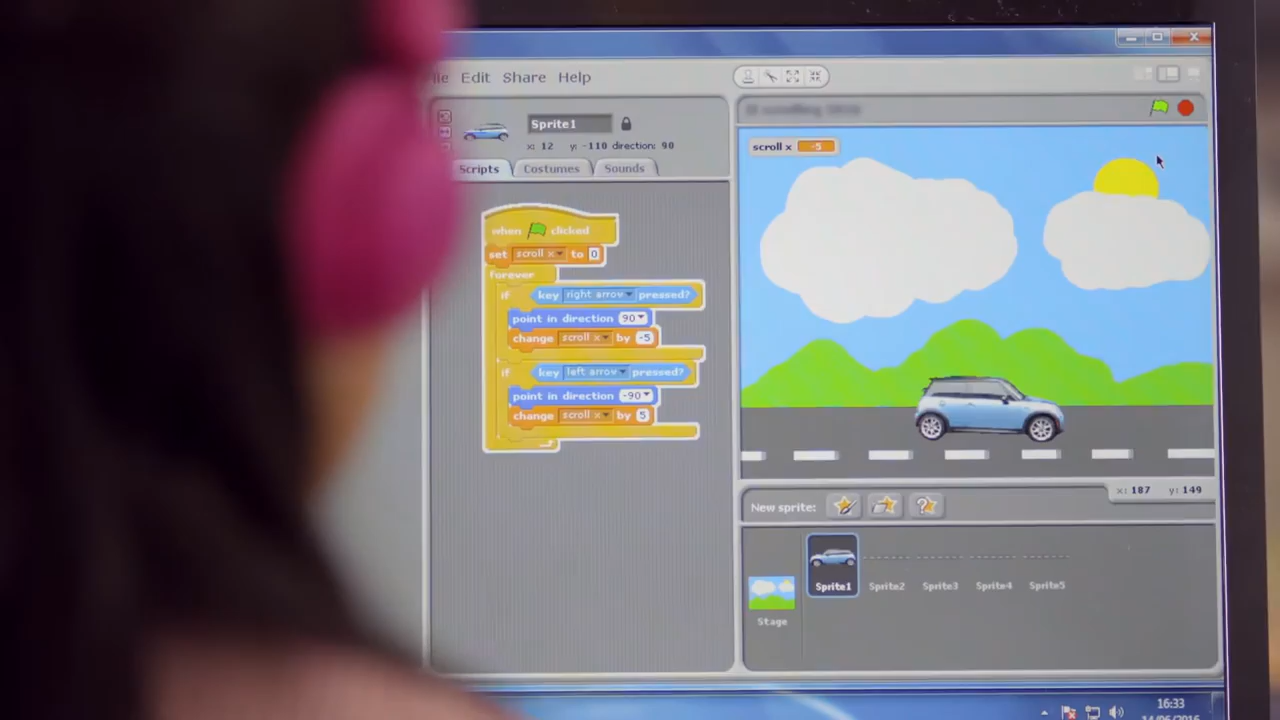 Edit Share Help
Sprite1
x: 12 y: -110 direction: 90
Scripts Costumes Sounds
when clicked
set scroll x to 0
forever
if key right arrow pressed?
point in direction 90
change scroll x by -5
if key left arrow pressed?
point in direction -90
change scroll x by 5
scroll x -5
x: 187 y: 149
New sprite:
Sprite1 Sprite2 Sprite3 Sprite4 Sprite5
Stage
16:33
14/06/2016